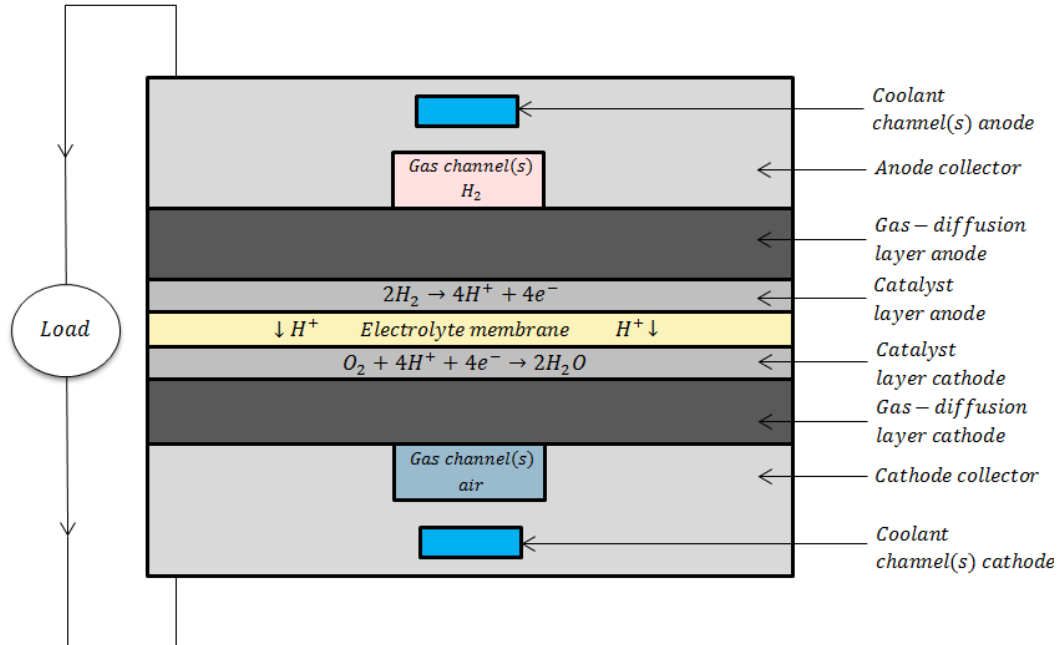 Coolant
channel(s) anode
Gas channel(s)
H₂
Anode collector
Gas − diffusion
layer anode
2H₂ → 4H⁺ + 4e⁻
Catalyst
layer anode
↓ H⁺ Electrolyte membrane H⁺ ↓
Load
O₂ + 4H⁺ + 4e⁻ → 2H₂O
Catalyst
layer cathode
Gas − diffusion
layer cathode
Gas channel(s)
air
Cathode collector
Coolant
channel(s) cathode